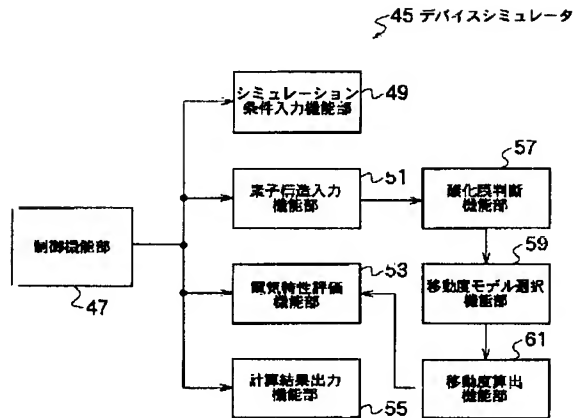 45 デバイスシミュレータ
シミュレーション
条件入力機能部
49
素子構造入力
機能部
51
酸化膜判断
機能部
57
制御機能部
47
電気特性評価
機能部
53
移動度モデル選択
機能部
59
計算結果出力
機能部
55
移動度算出
機能部
61